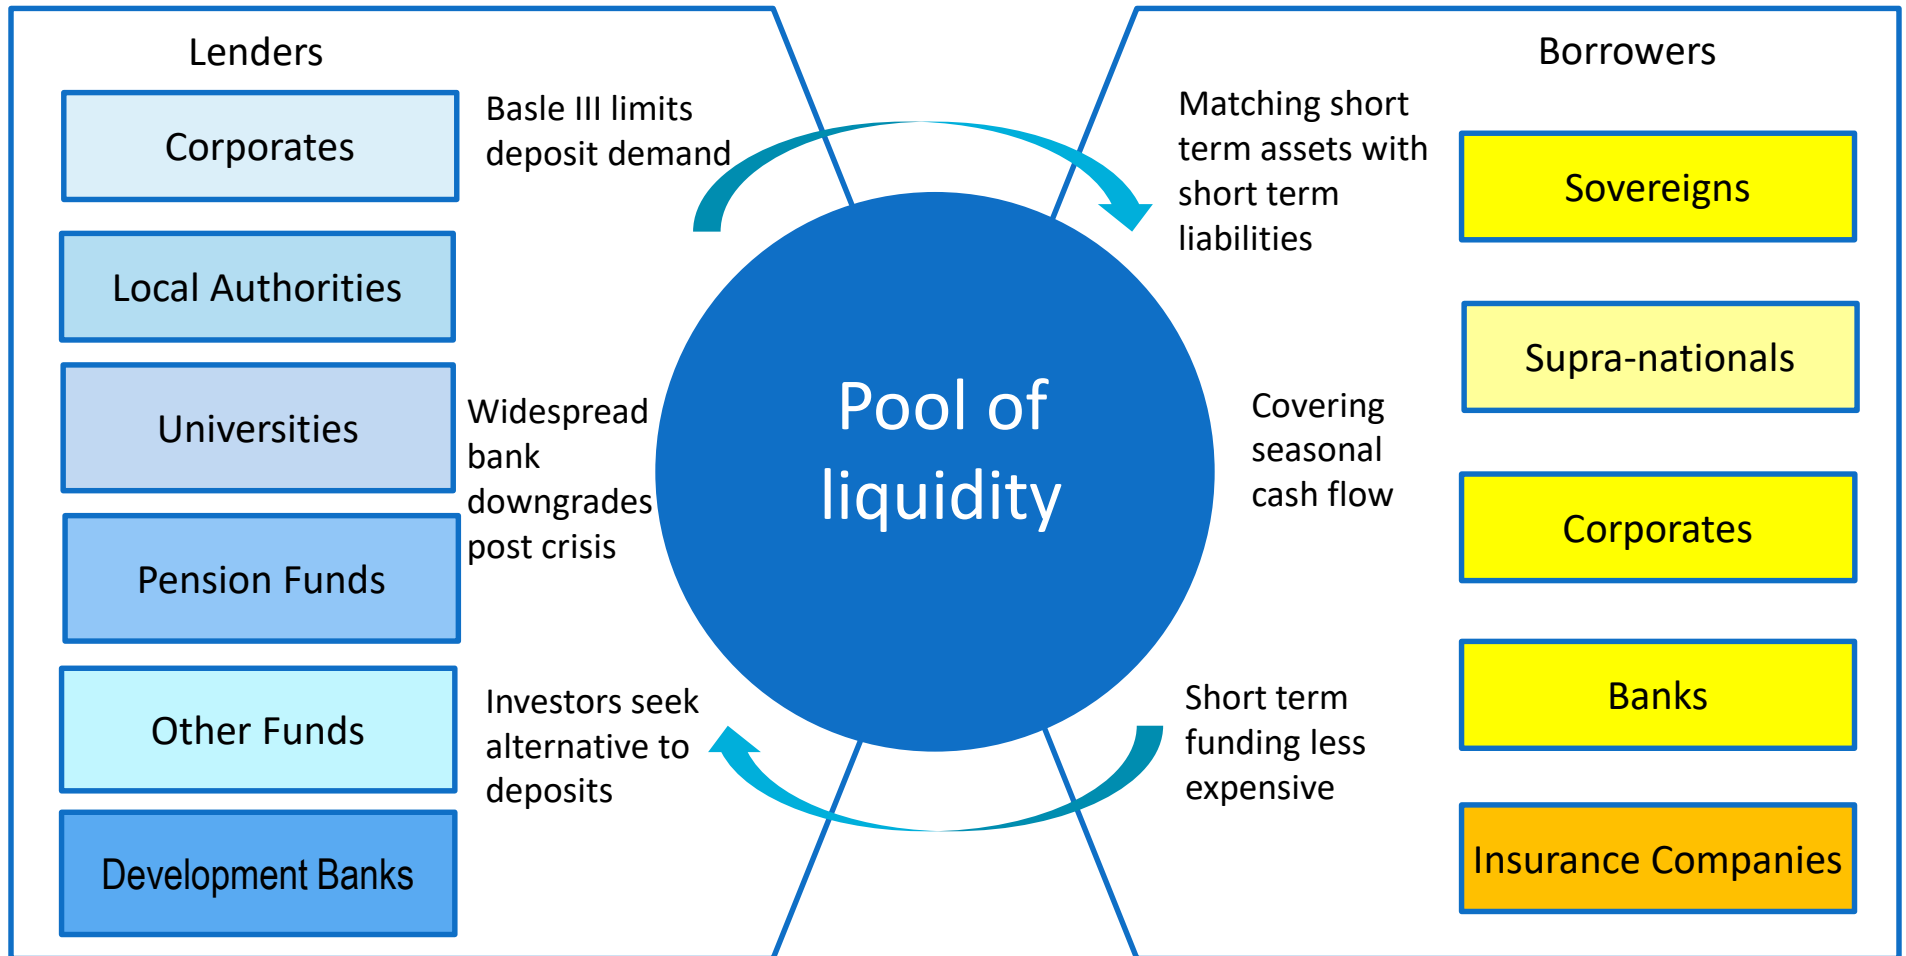 Lenders
Corporates
Local Authorities
Universities
Pension Funds
Other Funds
Development Banks
Basle III limits
deposit demand
Widespread
bank
downgrades
post crisis
Investors seek
alternative to
deposits
Pool of
liquidity
Matching short
term assets with
short term
liabilities
Covering
seasonal
cash flow
Short term
funding less
expensive
Borrowers
Sovereigns
Supra-nationals
Corporates
Banks
Insurance Companies